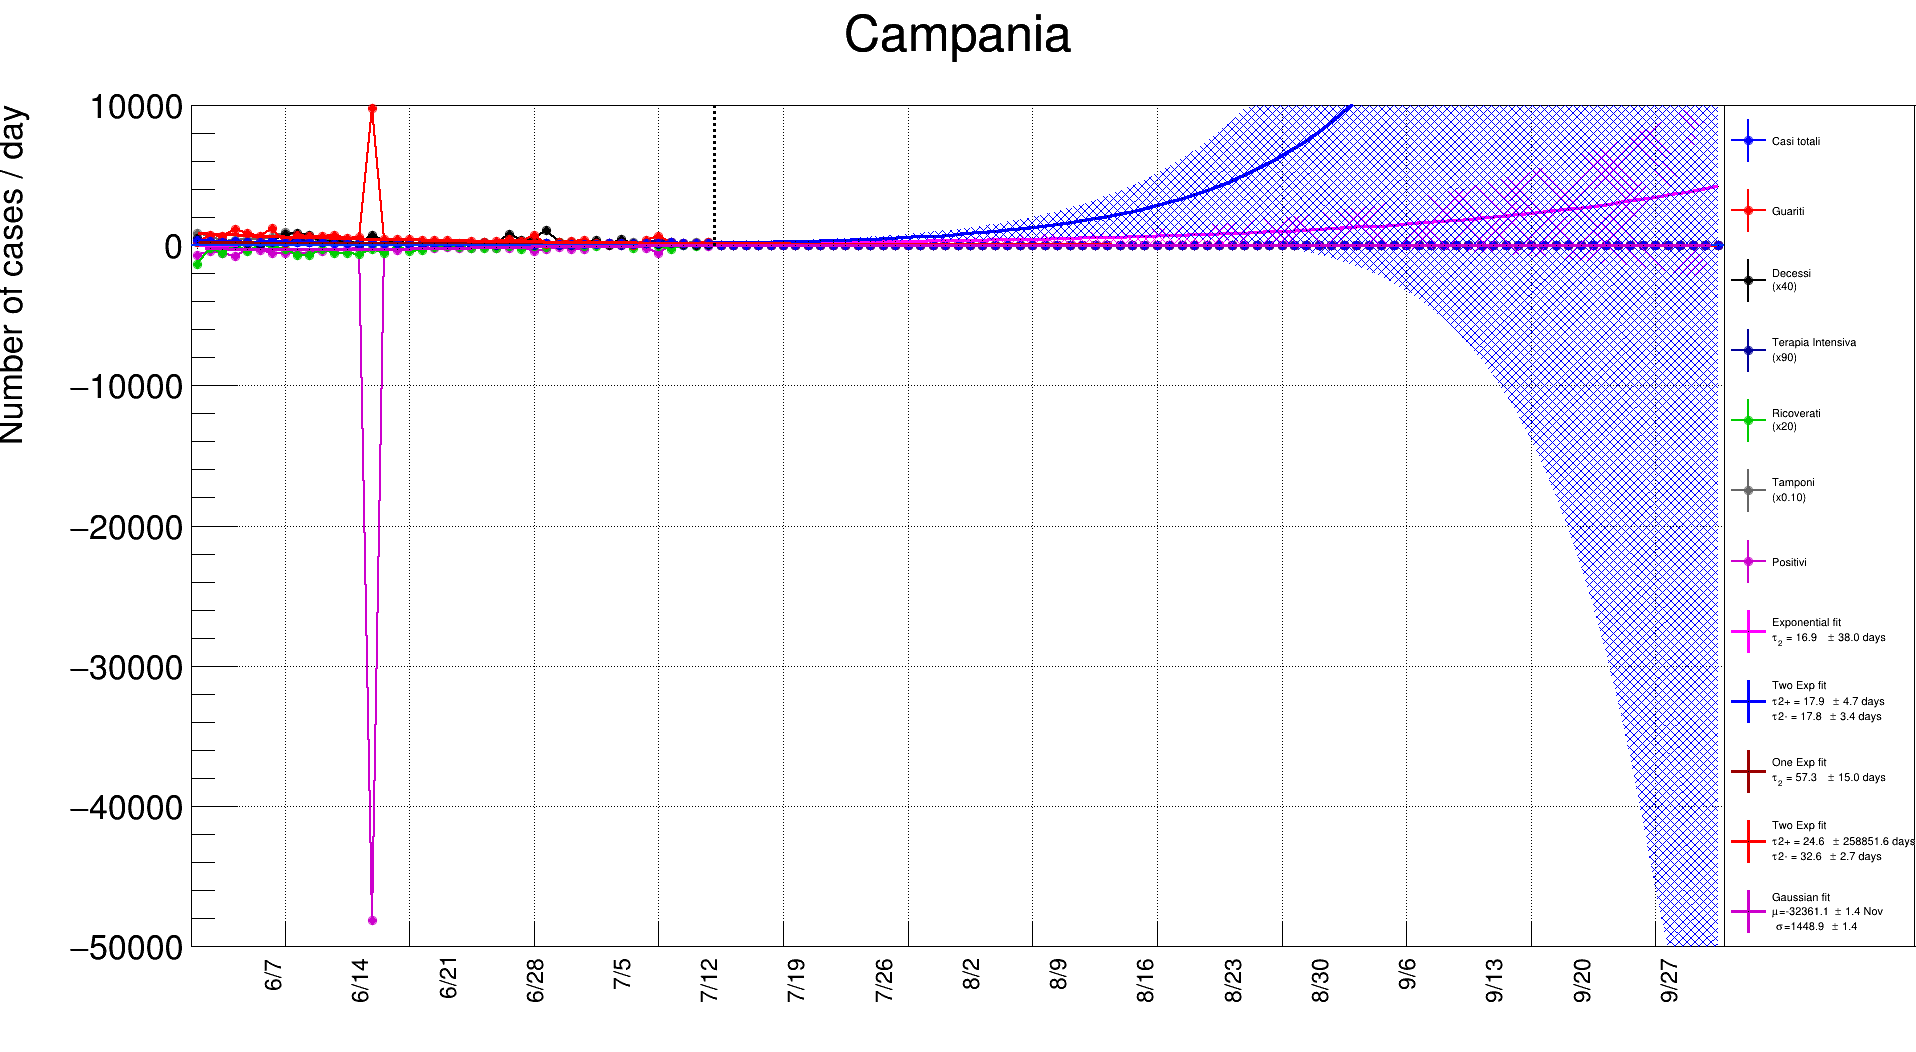 Campania
Number of cases / day
10000
0
−10000
−20000
−30000
−40000
−50000
6/7
6/14
6/21
6/28
7/5
7/12
7/19
7/26
8/2
8/9
8/16
8/23
8/30
9/6
9/13
9/20
9/27
Casi totali
Guariti
Decessi
(x40)
Terapia Intensiva
(x90)
Ricoverati
(x20)
Tamponi
(x0.10)
Positivi
Exponential fit
τ2 = 16.9 ± 38.0 days
Two Exp fit
τ2+ = 17.9 ± 4.7 days
τ2- = 17.8 ± 3.4 days
One Exp fit
τ2 = 57.3 ± 15.0 days
Two Exp fit
τ2+ = 24.6 ± 258851.6 days
τ2- = 32.6 ± 2.7 days
Gaussian fit
μ=-32361.1 ± 1.4 Nov
σ=1448.9 ± 1.4